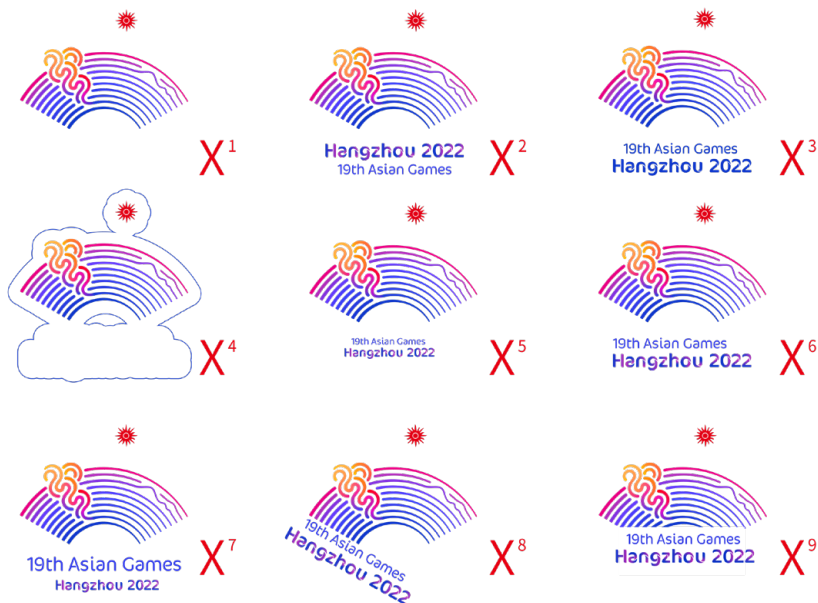 X1
Hangzhou 2022
19th Asian Games
X2
19th Asian Games
Hangzhou 2022
X3
X4
19th Asian Games
Hangzhou 2022
X5
19th Asian Games
Hangzhou 2022
X6
19th Asian Games
Hangzhou 2022
X7
19th Asian Games
Hangzhou 2022
X8
19th Asian Games
Hangzhou 2022
X9